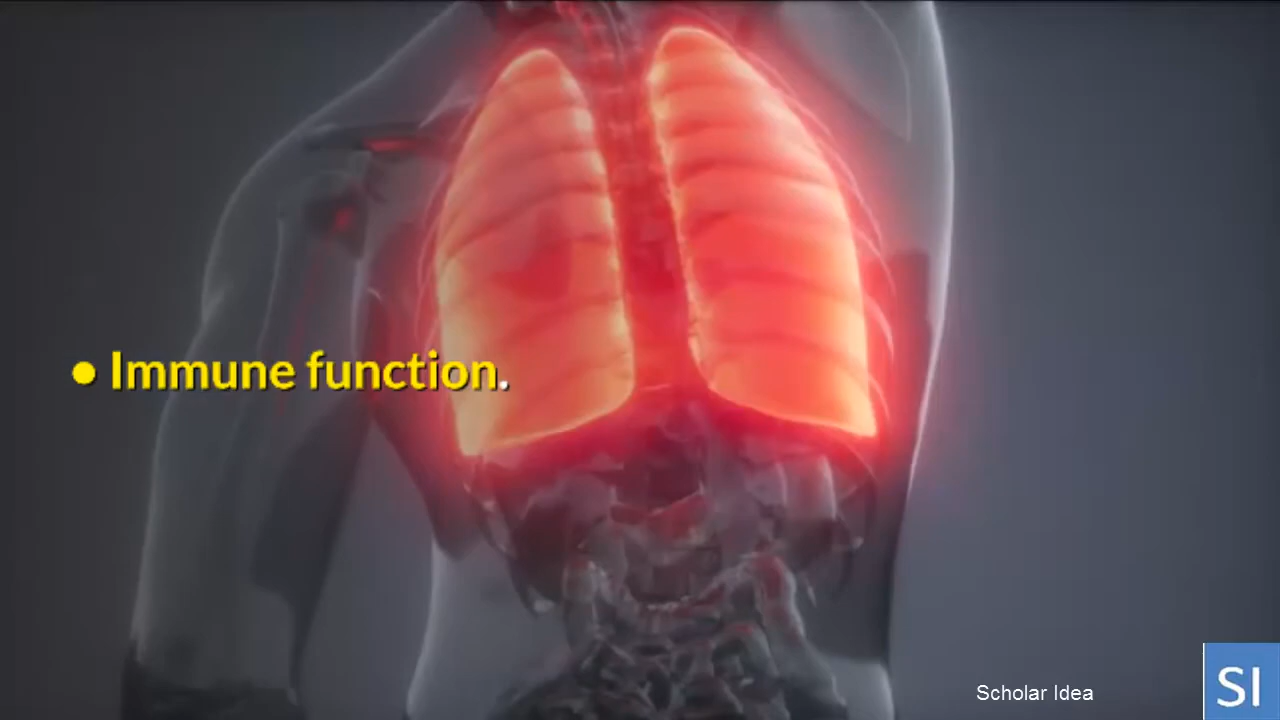 • Immune function.
Scholar Idea
SI